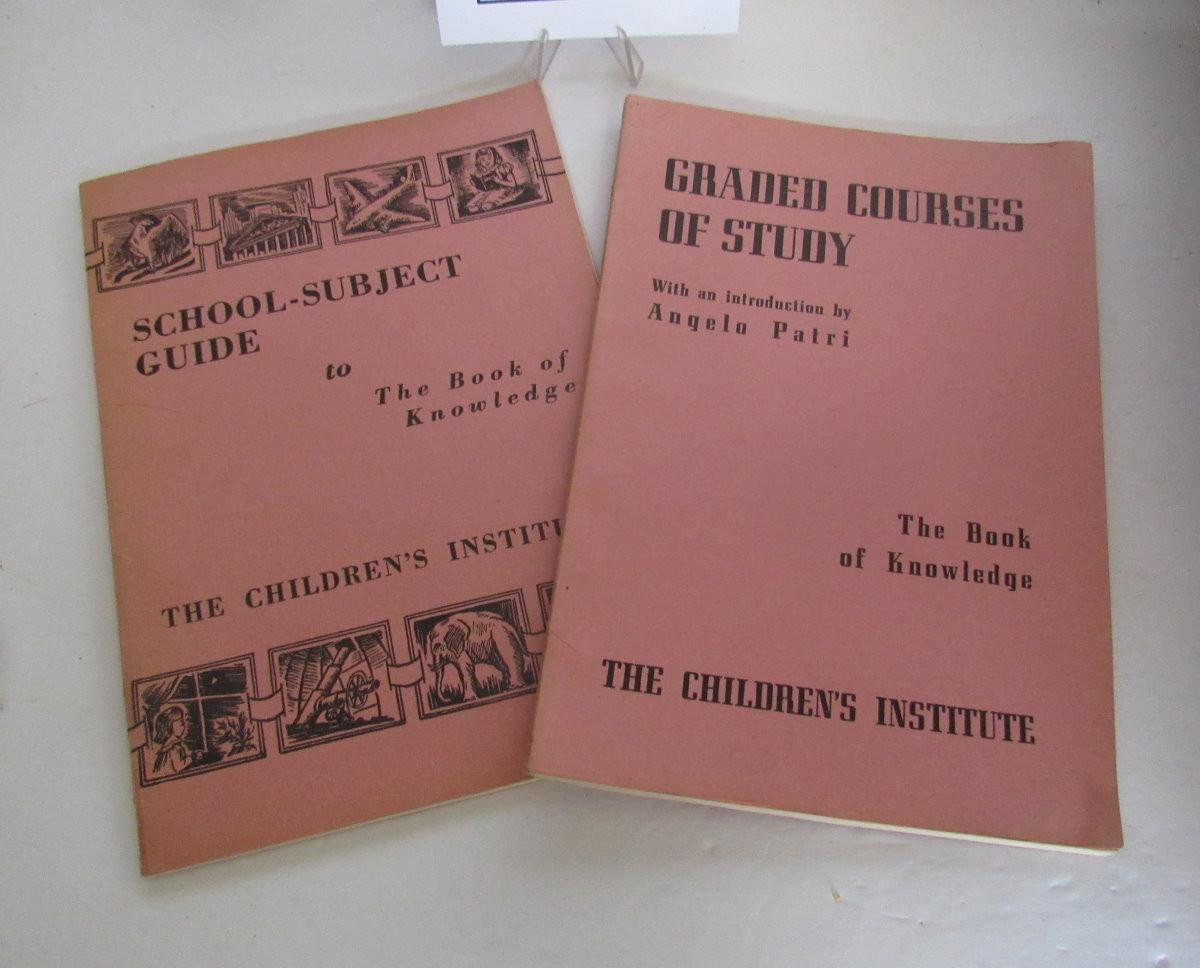 SCHOOL-SUBJECT
GUIDE
to
The Book of
Knowledge
THE CHILDREN'S INSTITU
GRADED COURSES
OF STUDY
With an introduction by
Angelo Patri
The Book
of Knowledge
THE CHILDREN'S INSTITUTE